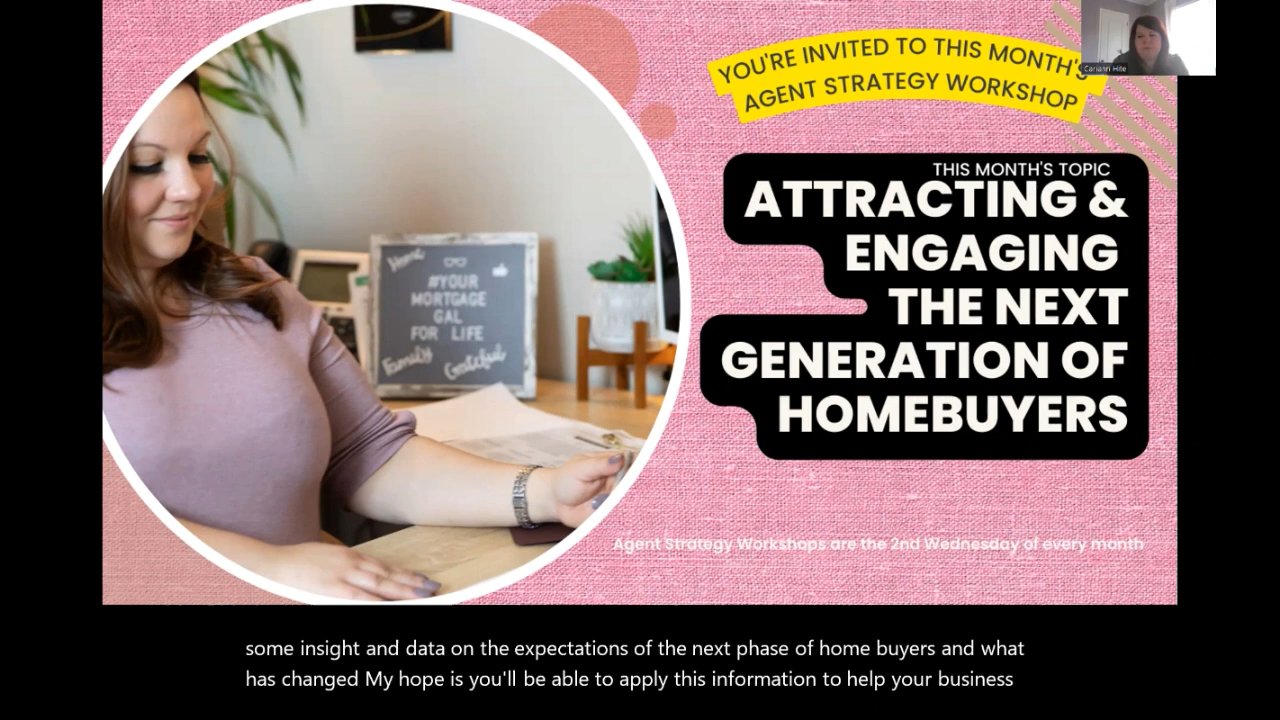 YOU'RE INVITED TO THIS MONTH'S
AGENT STRATEGY WORKSHOP
Cariann Hite
THIS MONTH'S TOPIC
ATTRACTING &
ENGAGING
THE NEXT
GENERATION OF
HOMEBUYERS
Home
#YOUR
MORTGAGE
GAL
FOR LIFE
Family
Grateful
Agent Strategy Workshops are the 2nd Wednesday of every month
some insight and data on the expectations of the next phase of home buyers and what
has changed My hope is you'll be able to apply this information to help your business